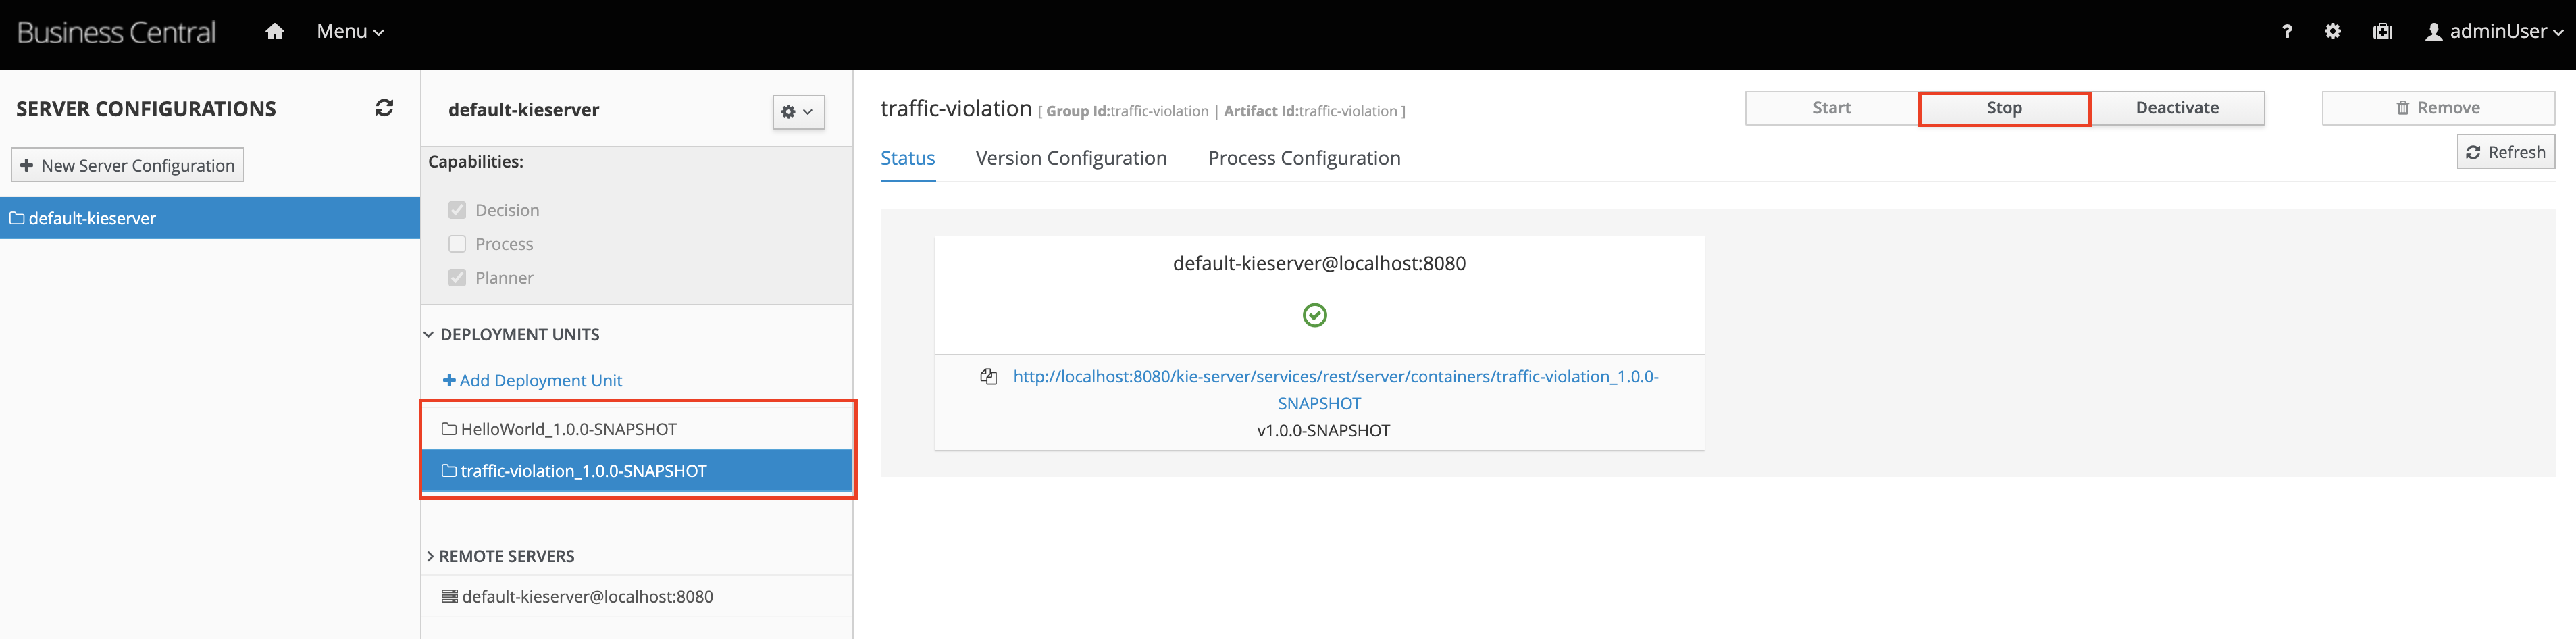 Business Central
Menu
?
adminUser
SERVER CONFIGURATIONS
New Server Configuration
default-kieserver
default-kieserver
Capabilities:
Decision
Process
Planner
DEPLOYMENT UNITS
Add Deployment Unit
HelloWorld_1.0.0-SNAPSHOT
traffic-violation_1.0.0-SNAPSHOT
REMOTE SERVERS
default-kieserver@localhost:8080
traffic-violation [ Group Id:traffic-violation | Artifact Id:traffic-violation ]
Start
Stop
Deactivate
Remove
Refresh
Status
Version Configuration
Process Configuration
default-kieserver@localhost:8080
http://localhost:8080/kie-server/services/rest/server/containers/traffic-violation_1.0.0-
SNAPSHOT
v1.0.0-SNAPSHOT